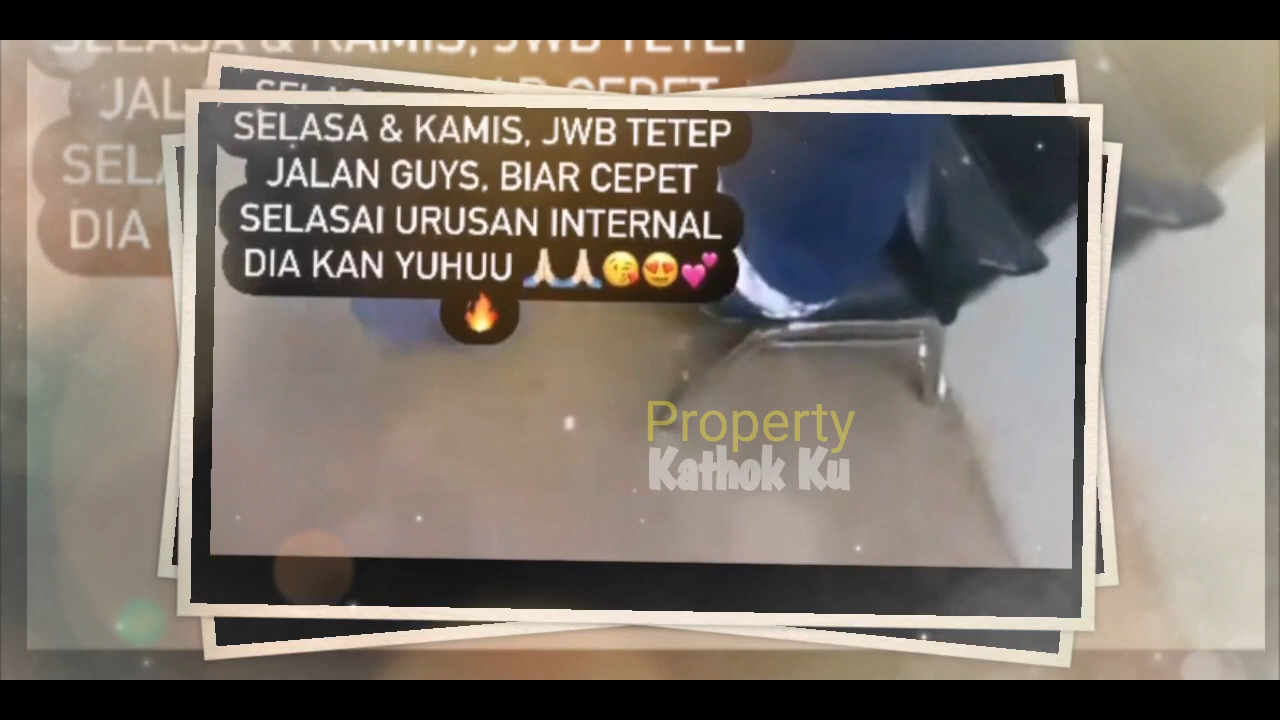 SELASA & KAMIS, JWB TETEP
JALAN GUYS. BIAR CEPET
SELASAI URUSAN INTERNAL
DIA KAN YUHUU 🙏🏻🙏🏻😘😍💕
🔥
Property
Kathok Ku